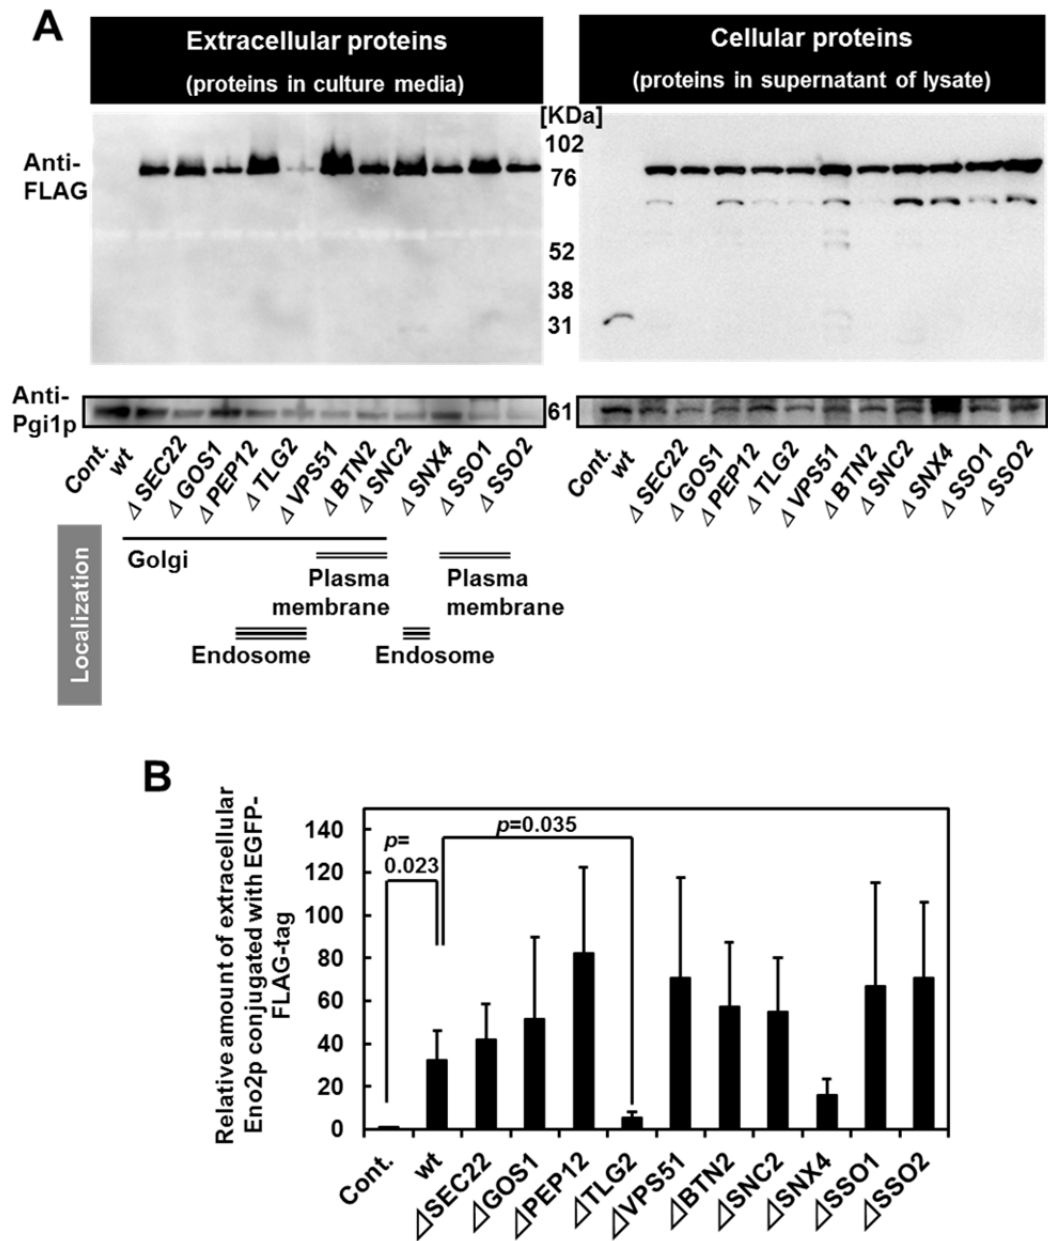 A
Extracellular proteins
(proteins in culture media)
Cellular proteins
(proteins in supernatant of lysate)
[KDa]
Anti-
FLAG
102
76
52
38
31
Anti-
Pgi1p
61
Cont.
wt
ΔSEC22
ΔGOS1
ΔPEP12
ΔTLG2
ΔVPS51
ΔBTN2
ΔSNC2
ΔSNX4
ΔSSO1
ΔSSO2
Cont.
wt
ΔSEC22
ΔGOS1
ΔPEP12
ΔTLG2
ΔVPS51
ΔBTN2
ΔSNC2
ΔSNX4
ΔSSO1
ΔSSO2
Localization
Golgi
Plasma
membrane
Plasma
membrane
Endosome
Endosome
B
Relative amount of extracellular
Eno2p conjugated with EGFP-
FLAG-tag
140
120
100
80
60
40
20
0
p=
0.023
p=0.035
Cont.
wt
ΔSEC22
ΔGOS1
ΔPEP12
ΔTLG2
ΔVPS51
ΔBTN2
ΔSNC2
ΔSNX4
ΔSSO1
ΔSSO2